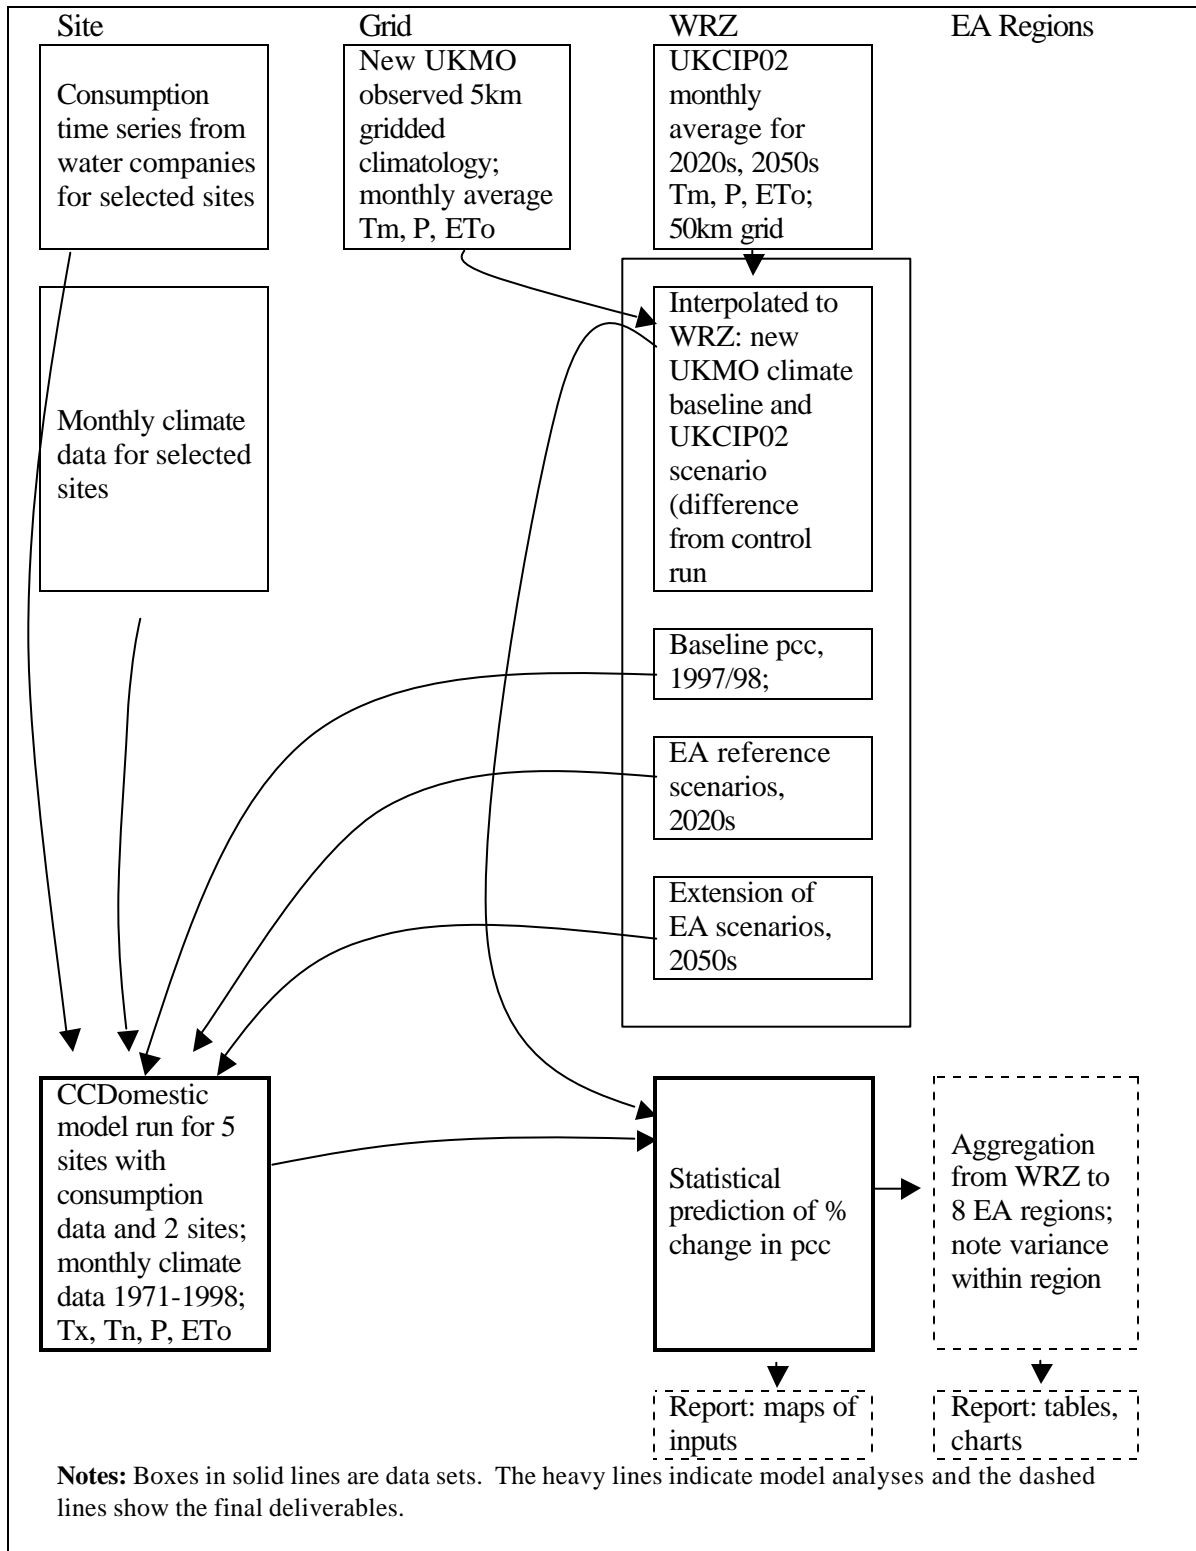 Site
Grid
WRZ
EA Regions
Consumption
time series from
water companies
for selected sites
New UKMO
observed 5km
gridded
climatology;
monthly average
Tm, P, ETo
UKCIP02
monthly
average for
2020s, 2050s
Tm, P, ETo;
50km grid
Monthly climate
data for selected
sites
Interpolated to
WRZ: new
UKMO climate
baseline and
UKCIP02
scenario
(difference
from control
run
Baseline pcc,
1997/98;
EA reference
scenarios,
2020s
Extension of
EA scenarios,
2050s
CCDomestic
model run for 5
sites with
consumption
data and 2 sites;
monthly climate
data 1971-1998;
Tx, Tn, P, ETo
Statistical
prediction of %
change in pcc
Aggregation
from WRZ to
8 EA regions;
note variance
within region
Report: maps of
inputs
Report: tables,
charts
Notes: Boxes in solid lines are data sets. The heavy lines indicate model analyses and the dashed
lines show the final deliverables.